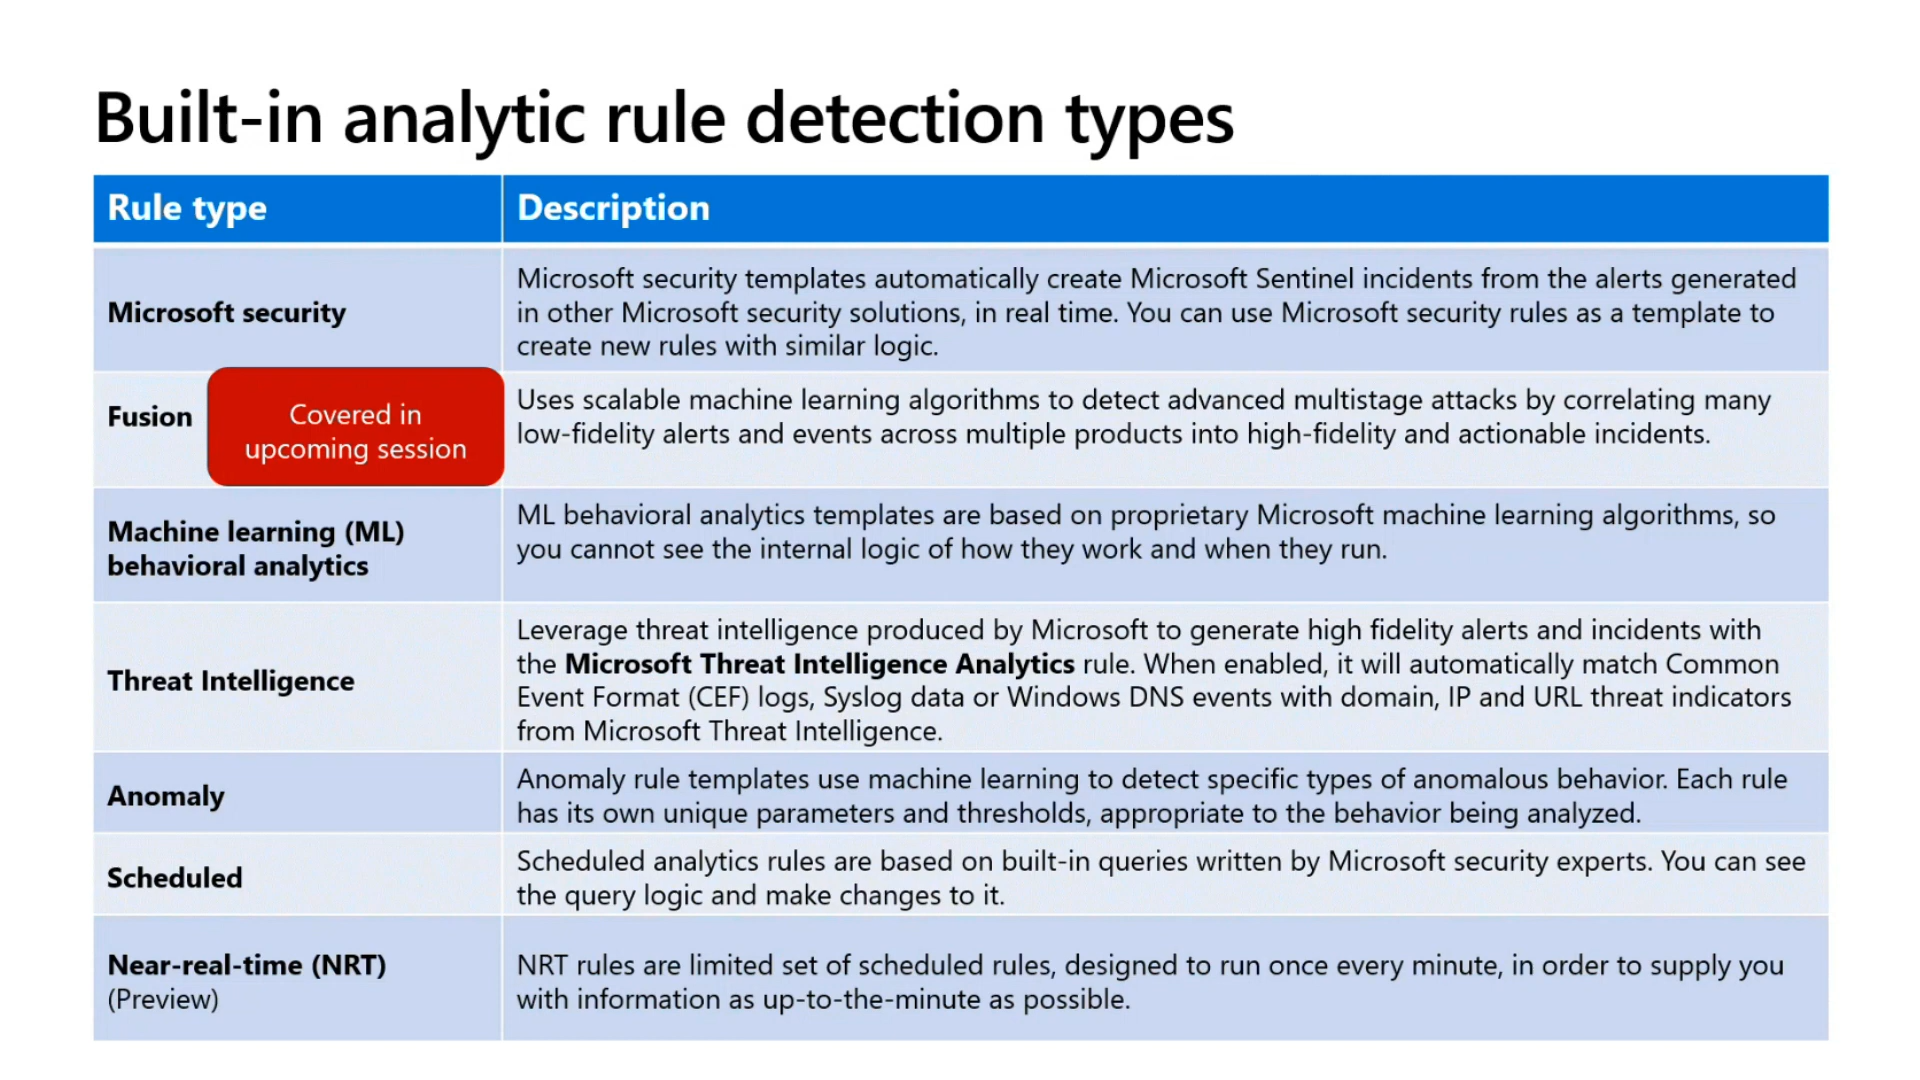 Built-in analytic rule detection types
Rule type
Description
Microsoft security
Microsoft security templates automatically create Microsoft Sentinel incidents from the alerts generated
in other Microsoft security solutions, in real time. You can use Microsoft security rules as a template to
create new rules with similar logic.
Fusion
Covered in
upcoming session
Uses scalable machine learning algorithms to detect advanced multistage attacks by correlating many
low-fidelity alerts and events across multiple products into high-fidelity and actionable incidents.
Machine learning (ML)
behavioral analytics
ML behavioral analytics templates are based on proprietary Microsoft machine learning algorithms, so
you cannot see the internal logic of how they work and when they run.
Threat Intelligence
Leverage threat intelligence produced by Microsoft to generate high fidelity alerts and incidents with
the Microsoft Threat Intelligence Analytics rule. When enabled, it will automatically match Common
Event Format (CEF) logs, Syslog data or Windows DNS events with domain, IP and URL threat indicators
from Microsoft Threat Intelligence.
Anomaly
Anomaly rule templates use machine learning to detect specific types of anomalous behavior. Each rule
has its own unique parameters and thresholds, appropriate to the behavior being analyzed.
Scheduled
Scheduled analytics rules are based on built-in queries written by Microsoft security experts. You can see
the query logic and make changes to it.
Near-real-time (NRT)
(Preview)
NRT rules are limited set of scheduled rules, designed to run once every minute, in order to supply you
with information as up-to-the-minute as possible.